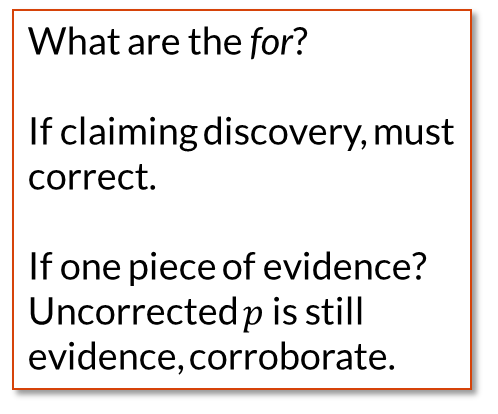 What are the for?
If claiming discovery, must
correct.
If one piece of evidence?
Uncorrected p is still
evidence, corroborate.